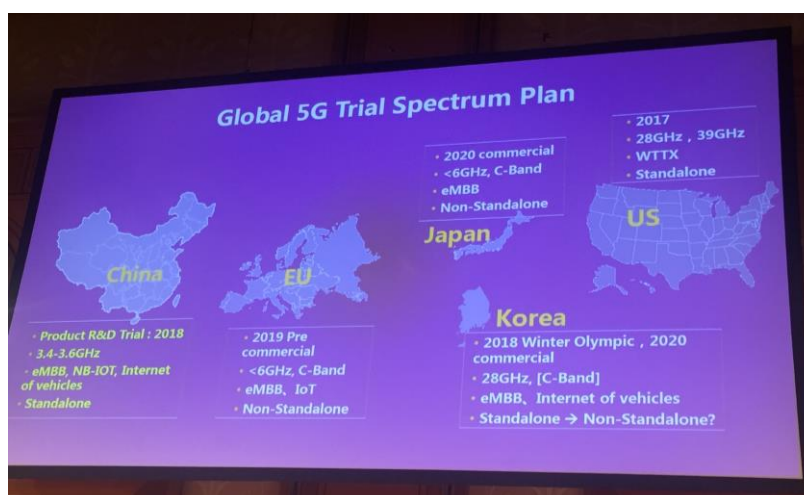 Global 5G Trial Spectrum Plan
China
• Product R&D Trial : 2018
• 3.4-3.6GHz
• eMBB, NB-IOT, Internet
of vehicles
• Standalone
EU
• 2019 Pre
commercial
• <6GHz, C-Band
• eMBB、IoT
• Non-Standalone
• 2020 commercial
• <6GHz, C-Band
• eMBB
• Non-Standalone
Japan
• 2017
• 28GHz , 39GHz
• WTTX
• Standalone
US
Korea
• 2018 Winter Olympic , 2020
commercial
• 28GHz, [C-Band]
• eMBB、Internet of vehicles
• Standalone → Non-Standalone?